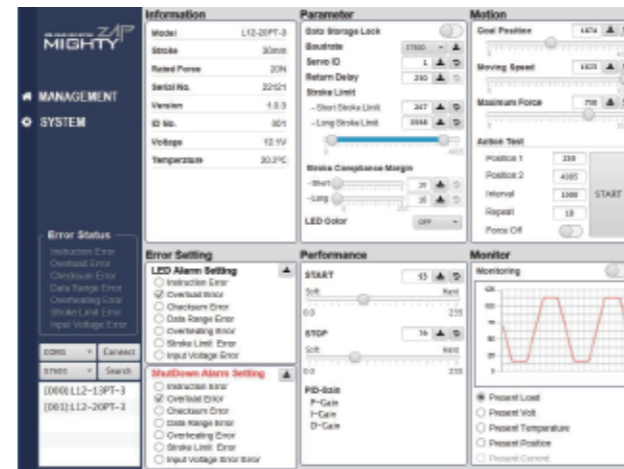 MIGHTY ZAP
MANAGEMENT
SYSTEM
Error Status
Instruction Error
Overload Error
Checksum Error
Data Range Error
Overheating Error
Stroke Limit Error
Input Voltage Error
COM1 Connect
57600 Search
[000]L12-13PT-3
[001]L12-20PT-3
Information
Model L12-20PT-3
Stroke 30mm
Rated Force 20N
Serial No. 22121
Version
ID No. 001
Voltage 12.1V
Temperature 30.2℃
Error Setting
LED Alarm Setting
Instruction Error
Overload Error
Checksum Error
Data Range Error
Overheating Error
Stroke Limit Error
Input Voltage Error
ShutDown Alarm Setting
Instruction Error
Overload Error
Checksum Error
Data Range Error
Overheating Error
Stroke Limit Error
Input Voltage Error Error
Parameter
Data Storage Lock
Baudrate 57600
Servo ID 1
Return Delay 250
Stroke Limit
- Short Stroke Limit
- Long Stroke Limit
0 4095
Stroke Compliance Margin
-Short
-Long
LED Color OFF
Performance
START
Soft Hard
0.0 255
STOP
Soft Hard
0.0 255
PID-Gain
P-Gain
I-Gain
D-Gain
Motion
Goal Position
Moving Speed 1023
Maximum Force
Action Test
Position 1
Position 2 4095
Interval 1000
START
Repeat 10
Force Off
Monitor
Monitoring
Present Load
Present Volt
Present Temperature
Present Position
Present Current